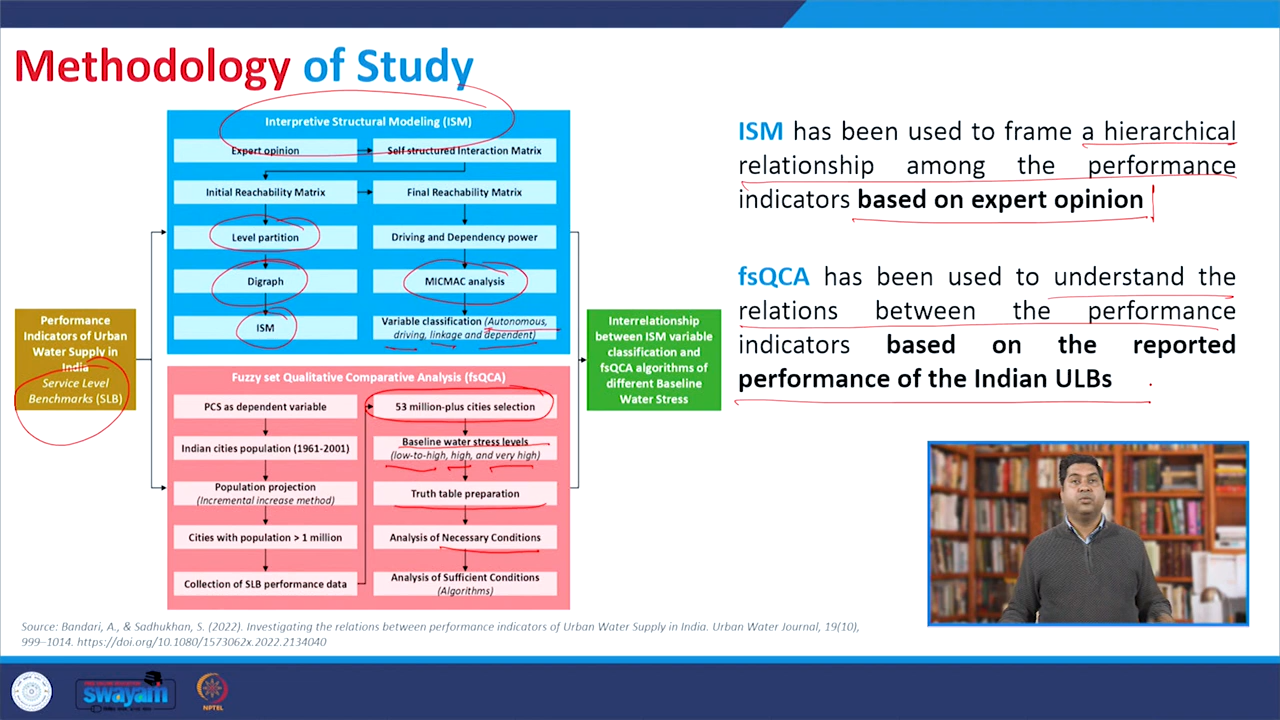 Methodology of Study
Interpretive Structural Modeling (ISM)
Expert opinion
Self structured Interaction Matrix
Initial Reachability Matrix
Final Reachability Matrix
Level partition
Driving and Dependency power
Digraph
MICMAC analysis
ISM
Variable classification (Autonomous,
driving, linkage and dependent)
Performance
Indicators of Urban
Water Supply in
India
Service Level
Benchmarks (SLB)
Fuzzy set Qualitative Comparative Analysis (fsQCA)
PCS as dependent variable
53 million-plus cities selection
Indian cities population (1961-2001)
Baseline water stress levels
(low-to-high, high, and very high)
Population projection
(Incremental increase method)
Truth table preparation
Cities with population > 1 million
Analysis of Necessary Conditions
Collection of SLB performance data
Analysis of Sufficient Conditions
(Algorithms)
Interrelationship
between ISM variable
classification and
fsQCA algorithms of
different Baseline
Water Stress
ISM has been used to frame a hierarchical
relationship among the performance
indicators based on expert opinion
fsQCA has been used to understand the
relations between the performance
indicators based on the reported
performance of the Indian ULBs
Source: Bandari, A., & Sadhukhan, S. (2022). Investigating the relations between performance indicators of Urban Water Supply in India. Urban Water Journal, 19(10),
999–1014. https://doi.org/10.1080/1573062x.2022.2134040
swayam
NPTEL